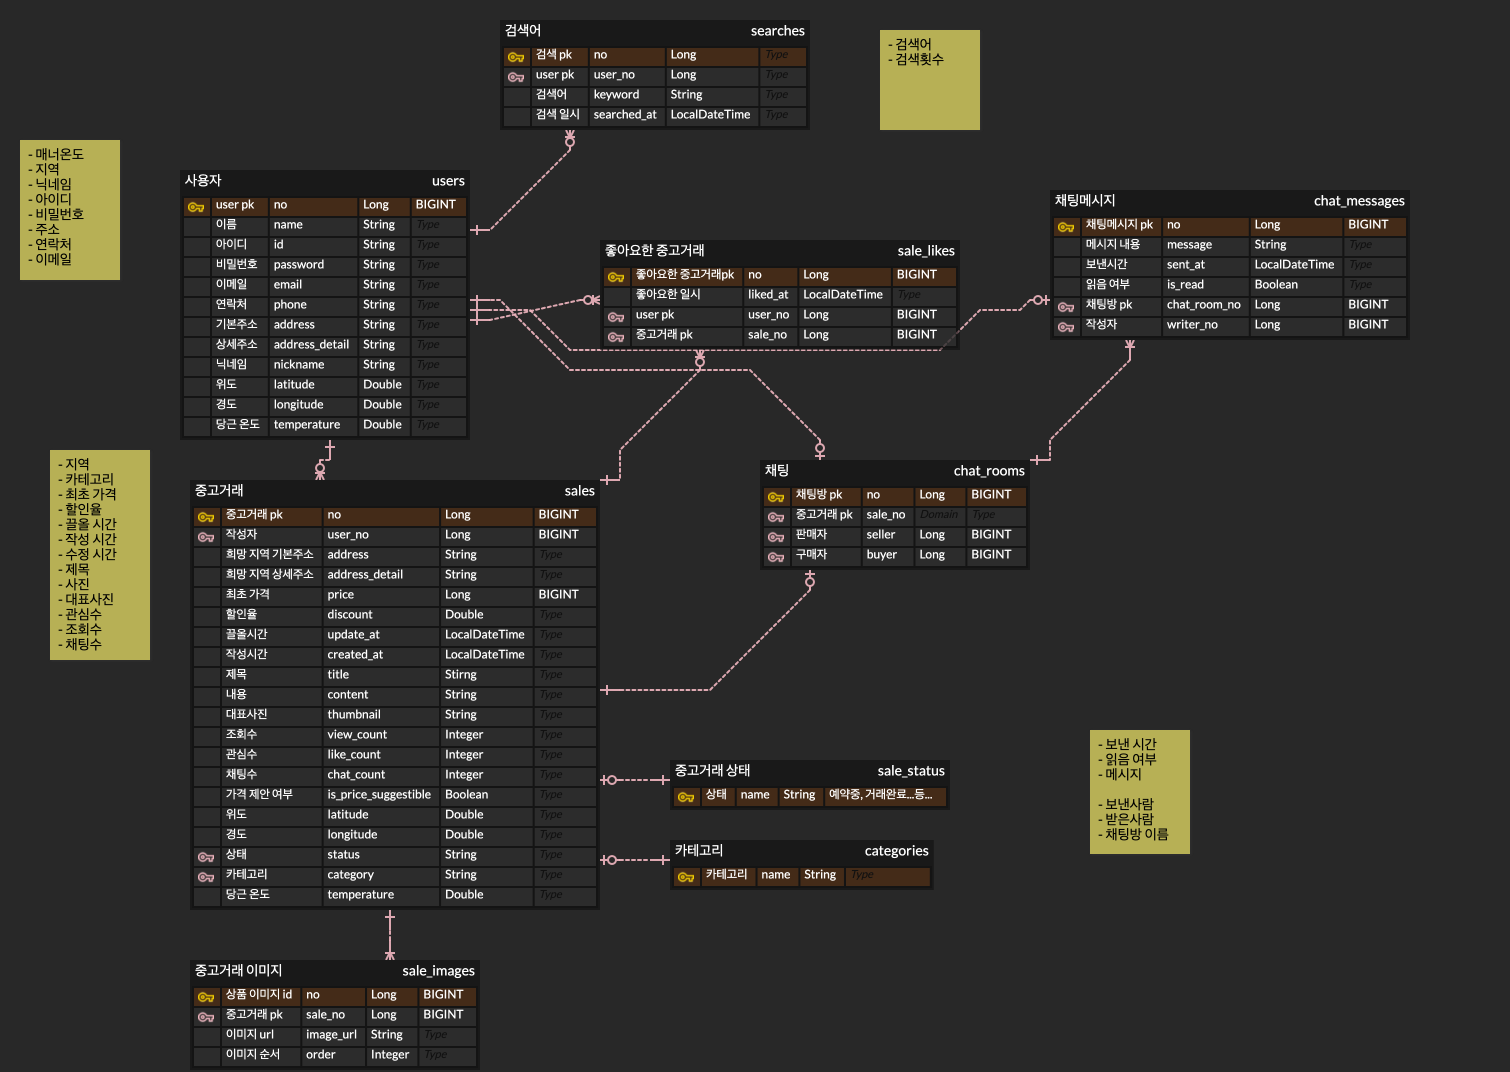 검색어 searches
검색 pk no Long Type
user pk user_no Long Type
검색어 keyword String Type
검색 일시 searched_at LocalDateTime Type
- 검색어
- 검색횟수
- 매너온도
- 지역
- 닉네임
- 아이디
- 비밀번호
- 주소
- 연락처
- 이메일
사용자 users
user pk no Long BIGINT
이름 name String Type
아이디 id String Type
비밀번호 password String Type
이메일 email String Type
연락처 phone String Type
기본주소 address String Type
상세주소 address_detail String Type
닉네임 nickname String Type
위도 latitude Double Type
경도 longitude Double Type
당근 온도 temperature Double Type
좋아요한 중고거래 sale_likes
좋아요한 중고거래pk no Long BIGINT
좋아요한 일시 liked_at LocalDateTime Type
user pk user_no Long BIGINT
중고거래 pk sale_no Long BIGINT
채팅메시지 chat_messages
채팅메시지 pk no Long BIGINT
메시지 내용 message String Type
보낸시간 sent_at LocalDateTime Type
읽음 여부 is_read Boolean Type
채팅방 pk chat_room_no Long BIGINT
작성자 writer_no Long BIGINT
- 지역
- 카테고리
- 최초 가격
- 할인율
- 끌올 시간
- 작성 시간
- 수정 시간
- 제목
- 사진
- 대표사진
- 관심수
- 조회수
- 채팅수
중고거래 sales
중고거래 pk no Long BIGINT
작성자 user_no Long BIGINT
희망 지역 기본주소 address String Type
희망 지역 상세주소 address_detail String Type
최초 가격 price Long BIGINT
할인율 discount Double Type
끌올시간 update_at LocalDateTime Type
작성시간 created_at LocalDateTime Type
제목 title Stirng Type
내용 content String Type
대표사진 thumbnail String Type
조회수 view_count Integer Type
관심수 like_count Integer Type
채팅수 chat_count Integer Type
가격 제안 여부 is_price_suggestible Boolean Type
위도 latitude Double Type
경도 longitude Double Type
상태 status String Type
카테고리 category String Type
당근 온도 temperature Double Type
채팅 chat_rooms
채팅방 pk no Long BIGINT
중고거래 pk sale_no Domain Type
판매자 seller Long BIGINT
구매자 buyer Long BIGINT
중고거래 상태 sale_status
상태 name String 예약중, 거래완료...등...
카테고리 categories
카테고리 name String Type
- 보낸 시간
- 읽음 여부
- 메시지
- 보낸사람
- 받은사람
- 채팅방 이름
중고거래 이미지 sale_images
상품 이미지 id no Long BIGINT
중고거래 pk sale_no Long BIGINT
이미지 url image_url String Type
이미지 순서 order Integer Type